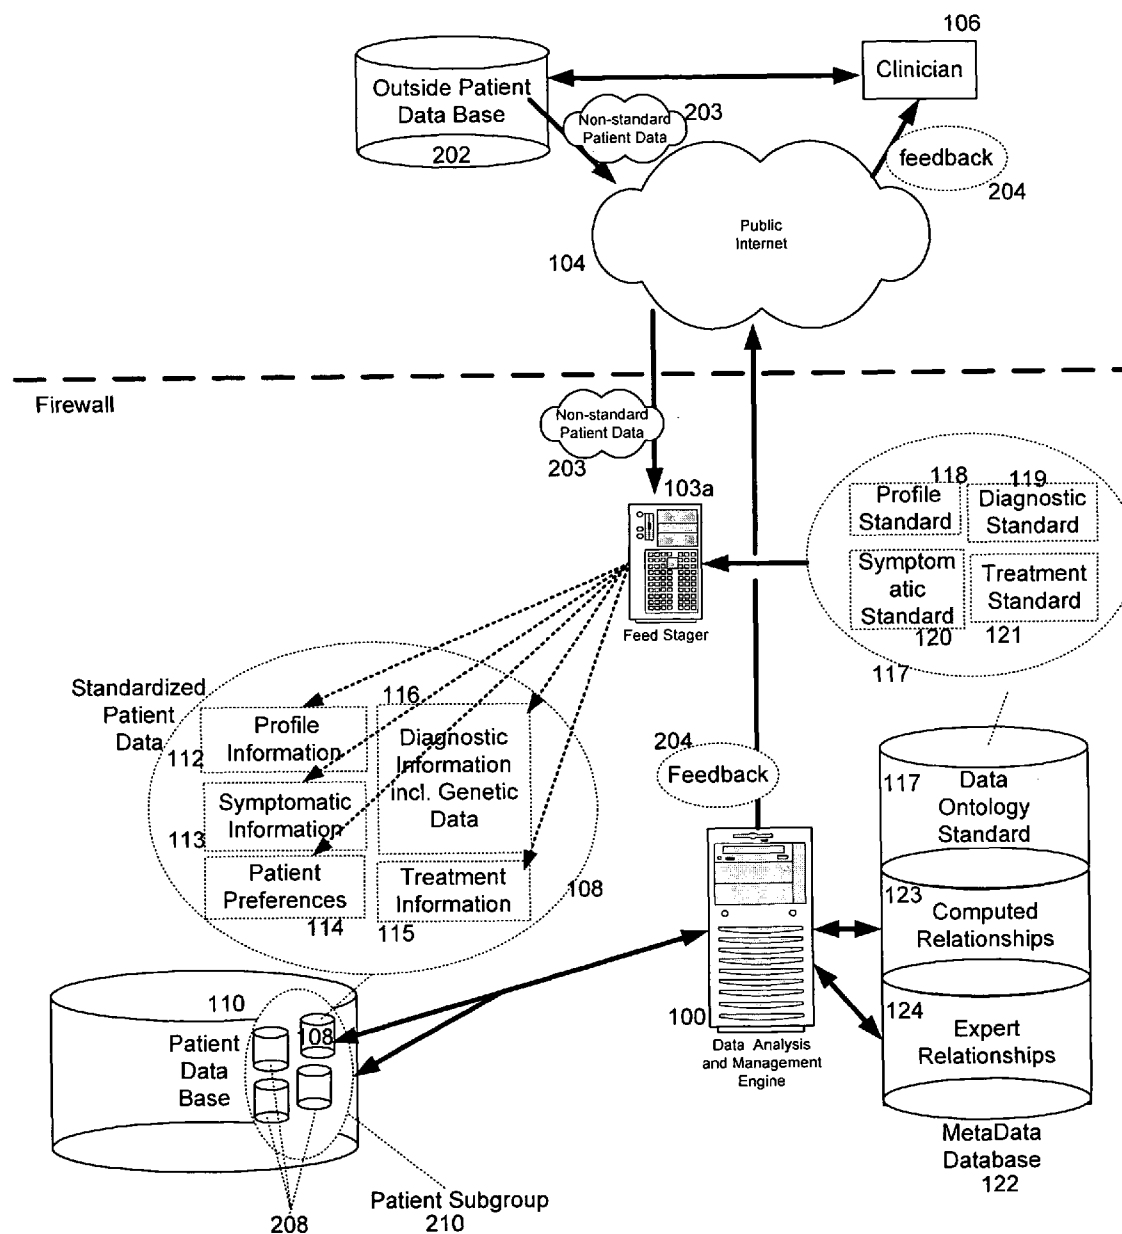 106
Clinician
Outside Patient
Data Base
202
Non-standard
Patient Data
203
feedback
204
Public
Internet
104
Firewall
Non-standard
Patient Data
203
103a
Feed Stager
118
Profile
Standard
119
Diagnostic
Standard
Symptom
atic
Standard
120
Treatment
Standard
121
117
Standardized
Patient
Data
112
Profile
Information
116
Diagnostic
Information
incl. Genetic
Data
Symptomatic
Information
113
Patient
Preferences
114
Treatment
Information
115
108
204
Feedback
117
Data
Ontology
Standard
123
Computed
Relationships
124
Expert
Relationships
MetaData
Database
122
100
Data Analysis
and Management
Engine
110
Patient
Data
Base
108
208
Patient Subgroup
210